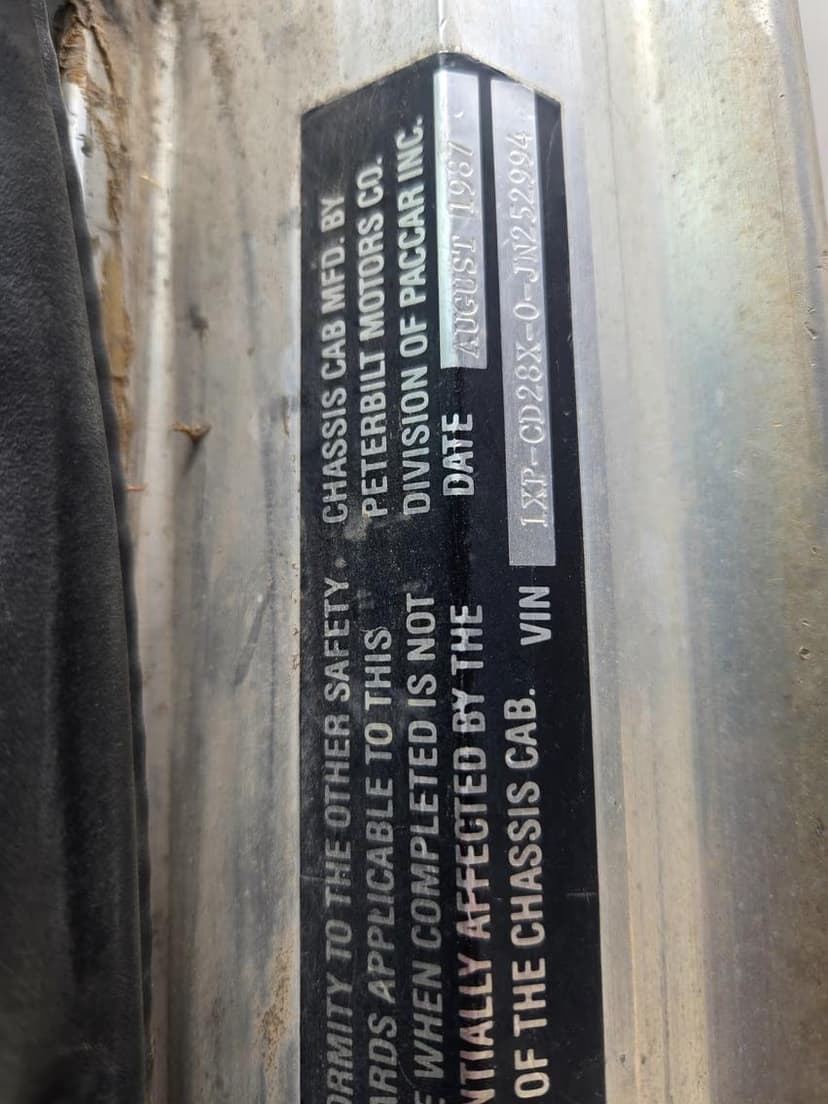 ORMITY TO THE OTHER SAFETY
ARDS APPLICABLE TO THIS
WHEN COMPLETED IS NOT
NTIALLY AFFECTED BY THE
OF THE CHASSIS CAB.
CHASSIS CAB MFD. BY
PETERBILT MOTORS CO.
DIVISION OF PACCAR INC.
DATE AUGUST 1987
VIN 1XP-CD28X-0-JN252994